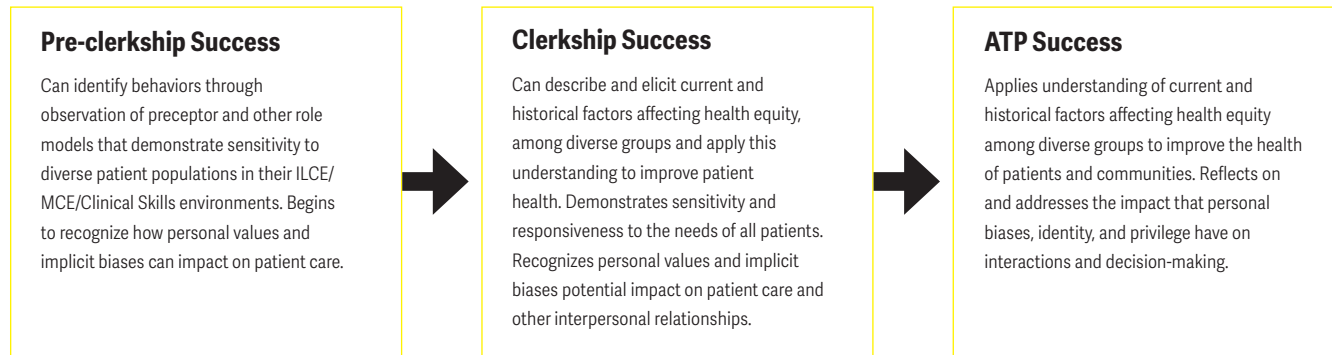 Pre-clerkship Success
Can identify behaviors through
observation of preceptor and other role
models that demonstrate sensitivity to
diverse patient populations in their ILCE/
MCE/Clinical Skills environments. Begins
to recognize how personal values and
implicit biases can impact on patient care.
Clerkship Success
Can describe and elicit current and
historical factors affecting health equity,
among diverse groups and apply this
understanding to improve patient
health. Demonstrates sensitivity and
responsiveness to the needs of all patients.
Recognizes personal values and implicit
biases potential impact on patient care and
other interpersonal relationships.
ATP Success
Applies understanding of current and
historical factors affecting health equity
among diverse groups to improve the health
of patients and communities. Reflects on
and addresses the impact that personal
biases, identity, and privilege have on
interactions and decision-making.